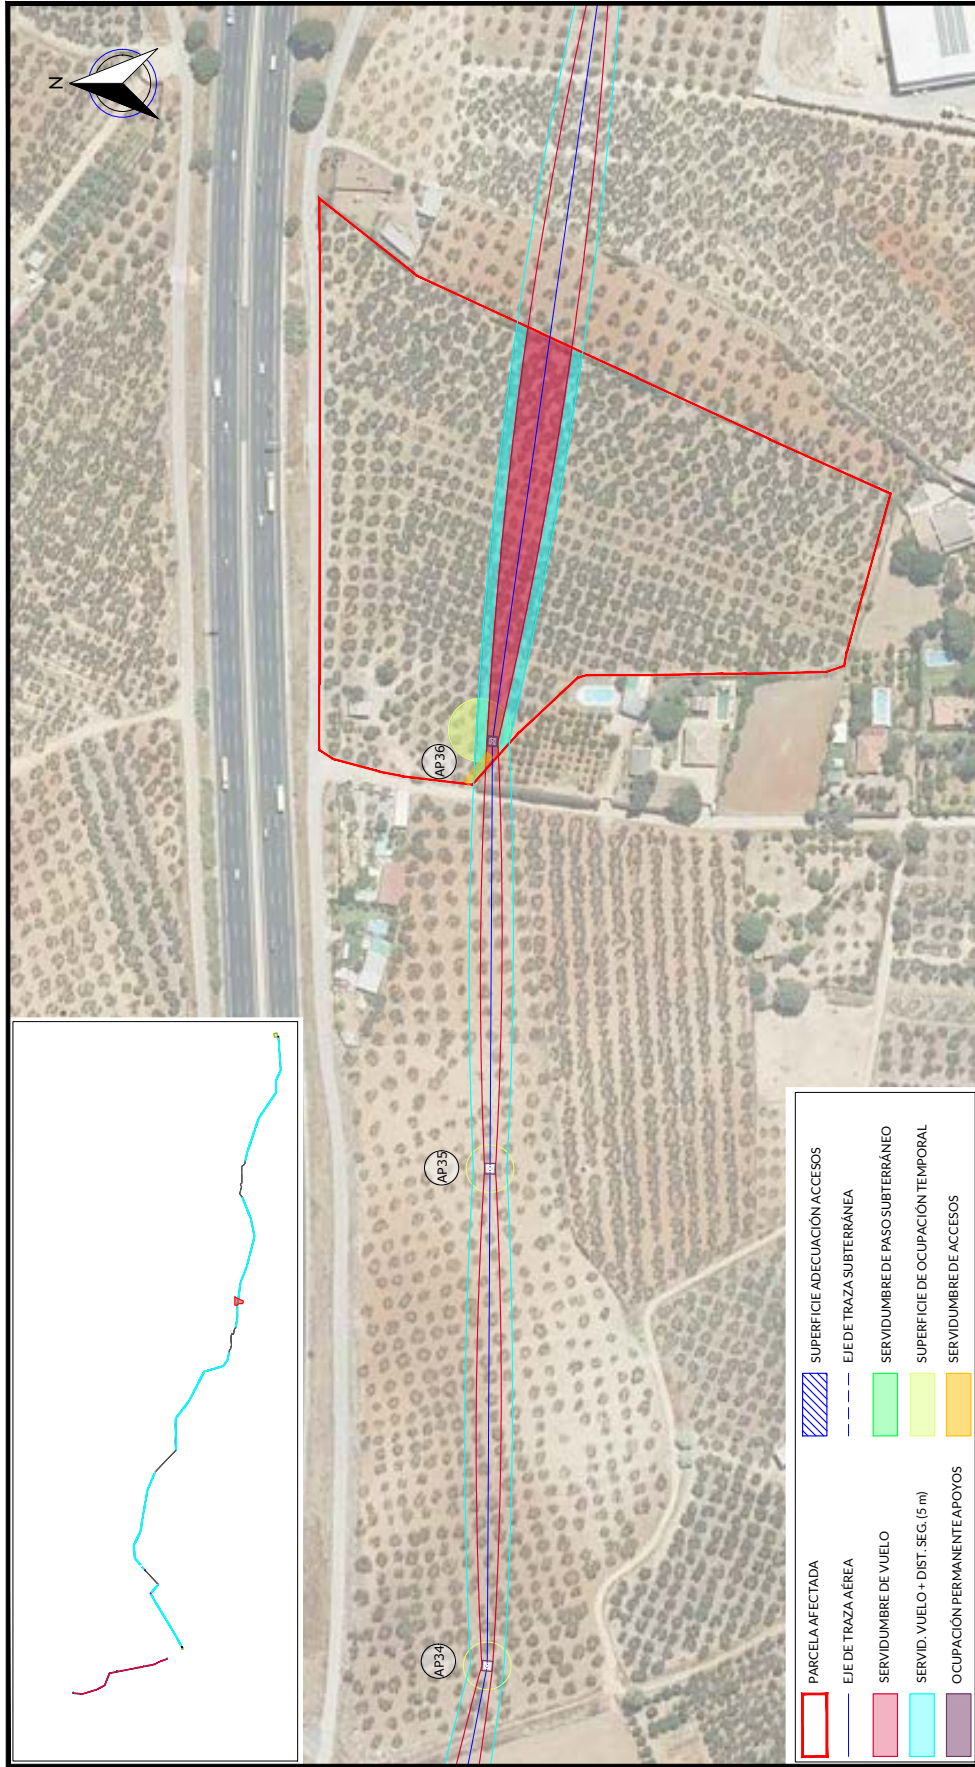 N
AP36
AP35
AP34
PARCELA AFECTADA
EJE DE TRAZA AÉREA
SERVIDUMBRE DE VUELO
SERVID. VUELO + DIST. SEG. (5 m)
OCUPACIÓN PERMANENTE APOYOS
SUPERFICIE ADECUACIÓN ACCESOS
EJE DE TRAZA SUBTERRÁNEA
SERVIDUMBRE DE PASO SUBTERRÁNEO
SUPERFICIE DE OCUPACIÓN TEMPORAL
SERVIDUMBRE DE ACCESOS